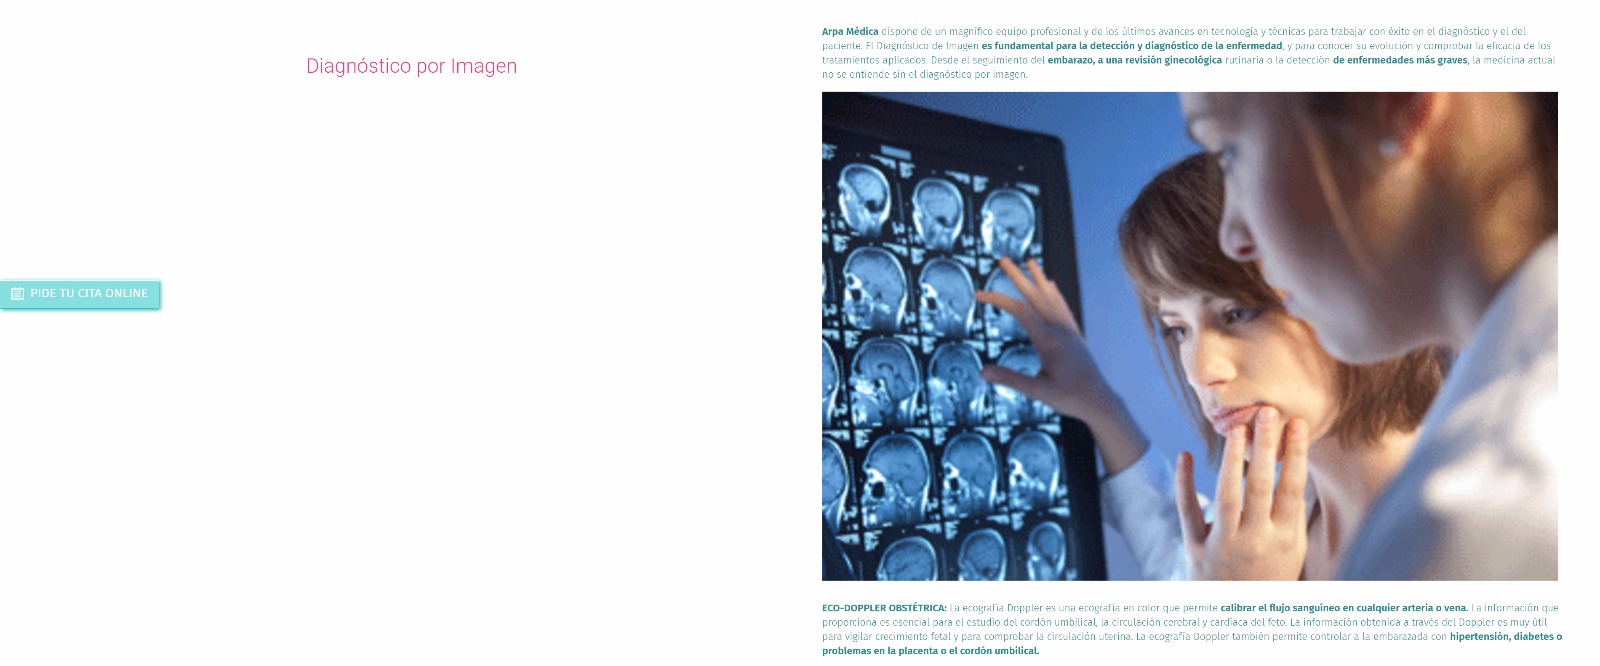 Diagnóstico por Imagen
PIDE TU CITA ONLINE
Arpa Médica dispone de un magnífico equipo profesional y de los últimos avances en tecnología y técnicas para trabajar con éxito en el diagnóstico y el del
paciente. El Diagnóstico de Imagen es fundamental para la detección y diagnóstico de la enfermedad, y para conocer su evolución y comprobar la eficacia de los
tratamientos aplicados. Desde el seguimiento del embarazo, a una revisión ginecológica rutinaria o la detección de enfermedades más graves, la medicina actual
no se entiende sin el diagnóstico por imagen.
ECO-DOPPLER OBSTÉTRICA: La ecografía Doppler es una ecografía en color que permite calibrar el flujo sanguíneo en cualquier arteria o vena. La información que
proporciona es esencial para el estudio del cordón umbilical, la circulación cerebral y cardíaca del feto. La información obtenida a través del Doppler es muy útil
para vigilar crecimiento fetal y para comprobar la circulación uterina. La ecografía Doppler también permite controlar a la embarazada con hipertensión, diabetes o
problemas en la placenta o el cordón umbilical.